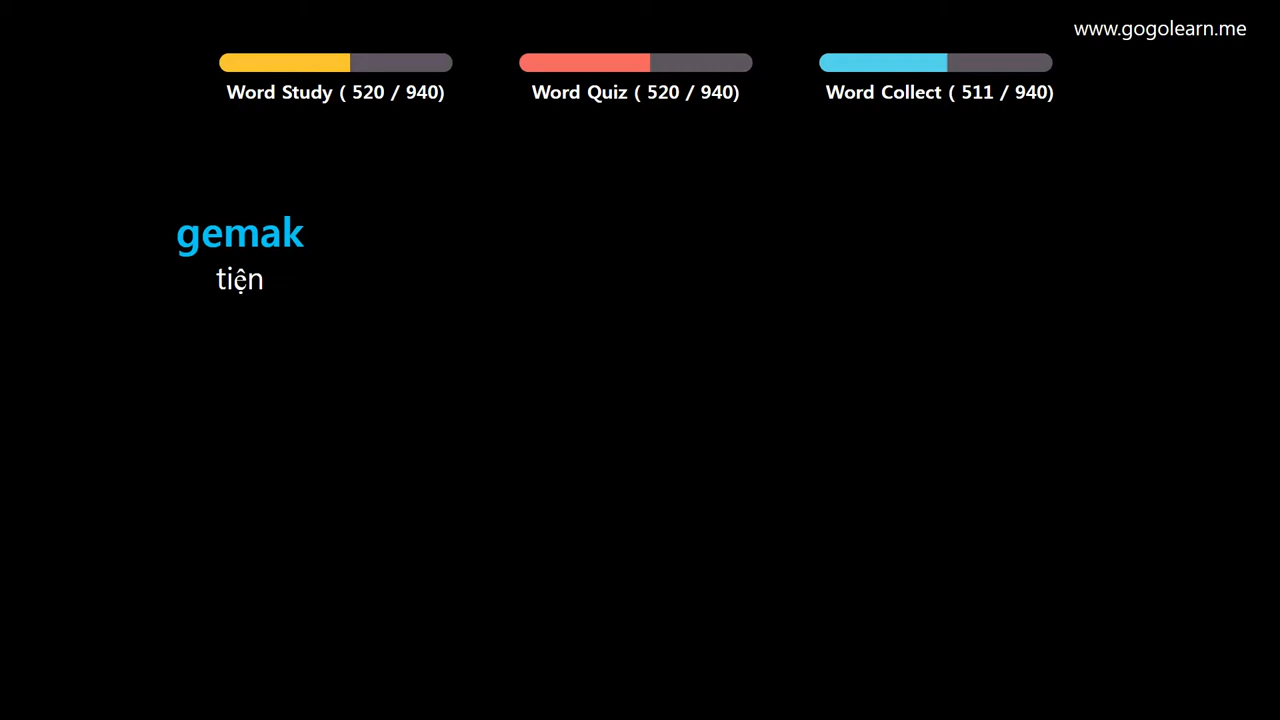 www.gogolearn.me
Word Study ( 520 / 940)
Word Quiz ( 520 / 940)
Word Collect ( 511 / 940)
gemak
tiện